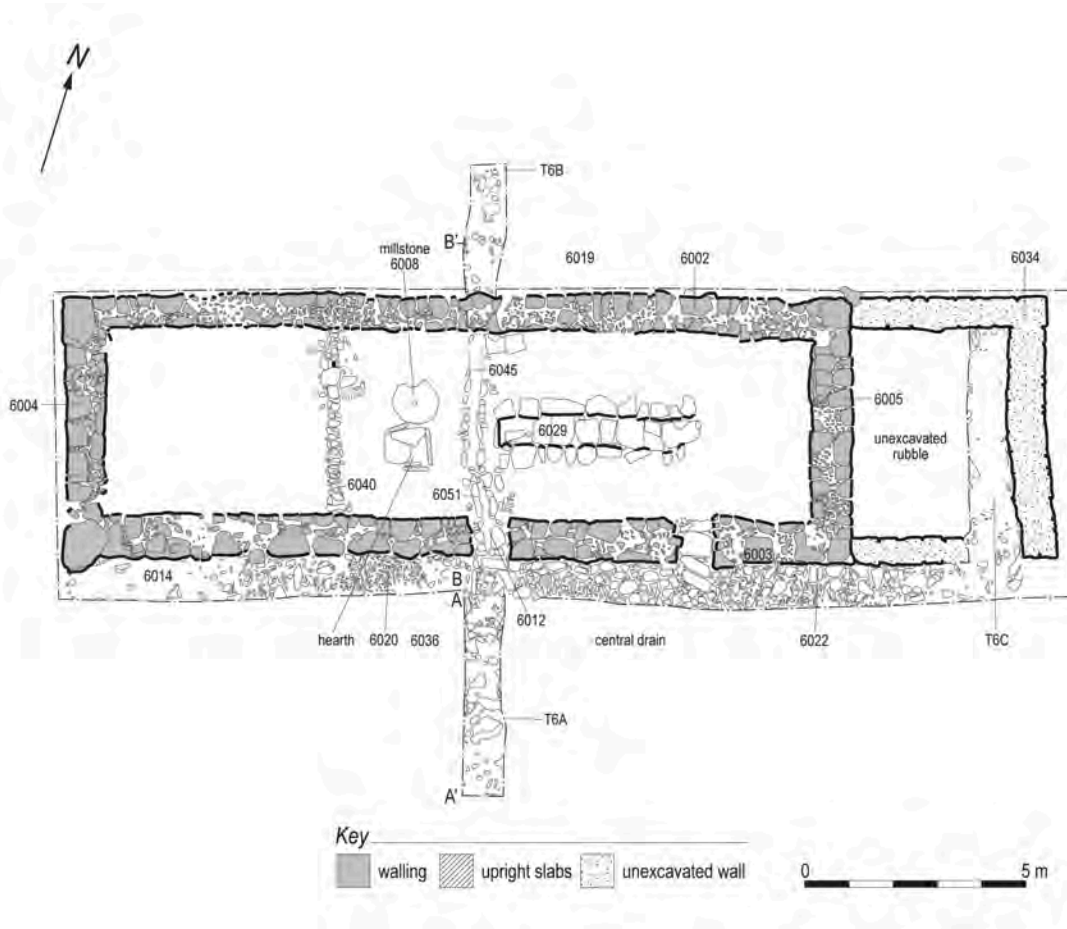 N
T6B
B'
millstone
6008
6019
6002
6034
6045
6004
6029
6005
unexcavated
rubble
6040
6051
6003
6014
B
A
6012
hearth
6020
6036
central drain
6022
T6C
T6A
A'
Key
walling
upright slabs
unexcavated wall
0
5 m